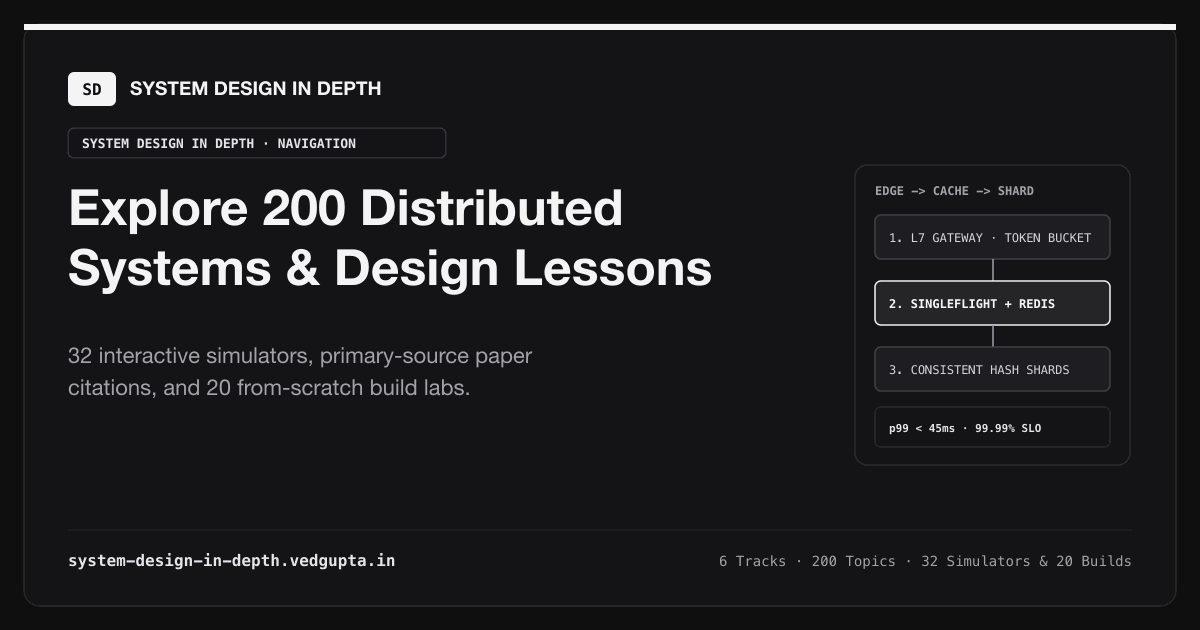 SD SYSTEM DESIGN IN DEPTH
SYSTEM DESIGN IN DEPTH · NAVIGATION
Explore 200 Distributed
Systems & Design Lessons
32 interactive simulators, primary-source paper
citations, and 20 from-scratch build labs.
EDGE —> CACHE —> SHARD
1. L7 GATEWAY · TOKEN BUCKET
2. SINGLEFLIGHT + REDIS
3. CONSISTENT HASH SHARDS
p99 < 45ms · 99.99% SLO
system-design-in-depth.vedgupta.in
6 Tracks · 200 Topics · 32 Simulators & 20 Builds